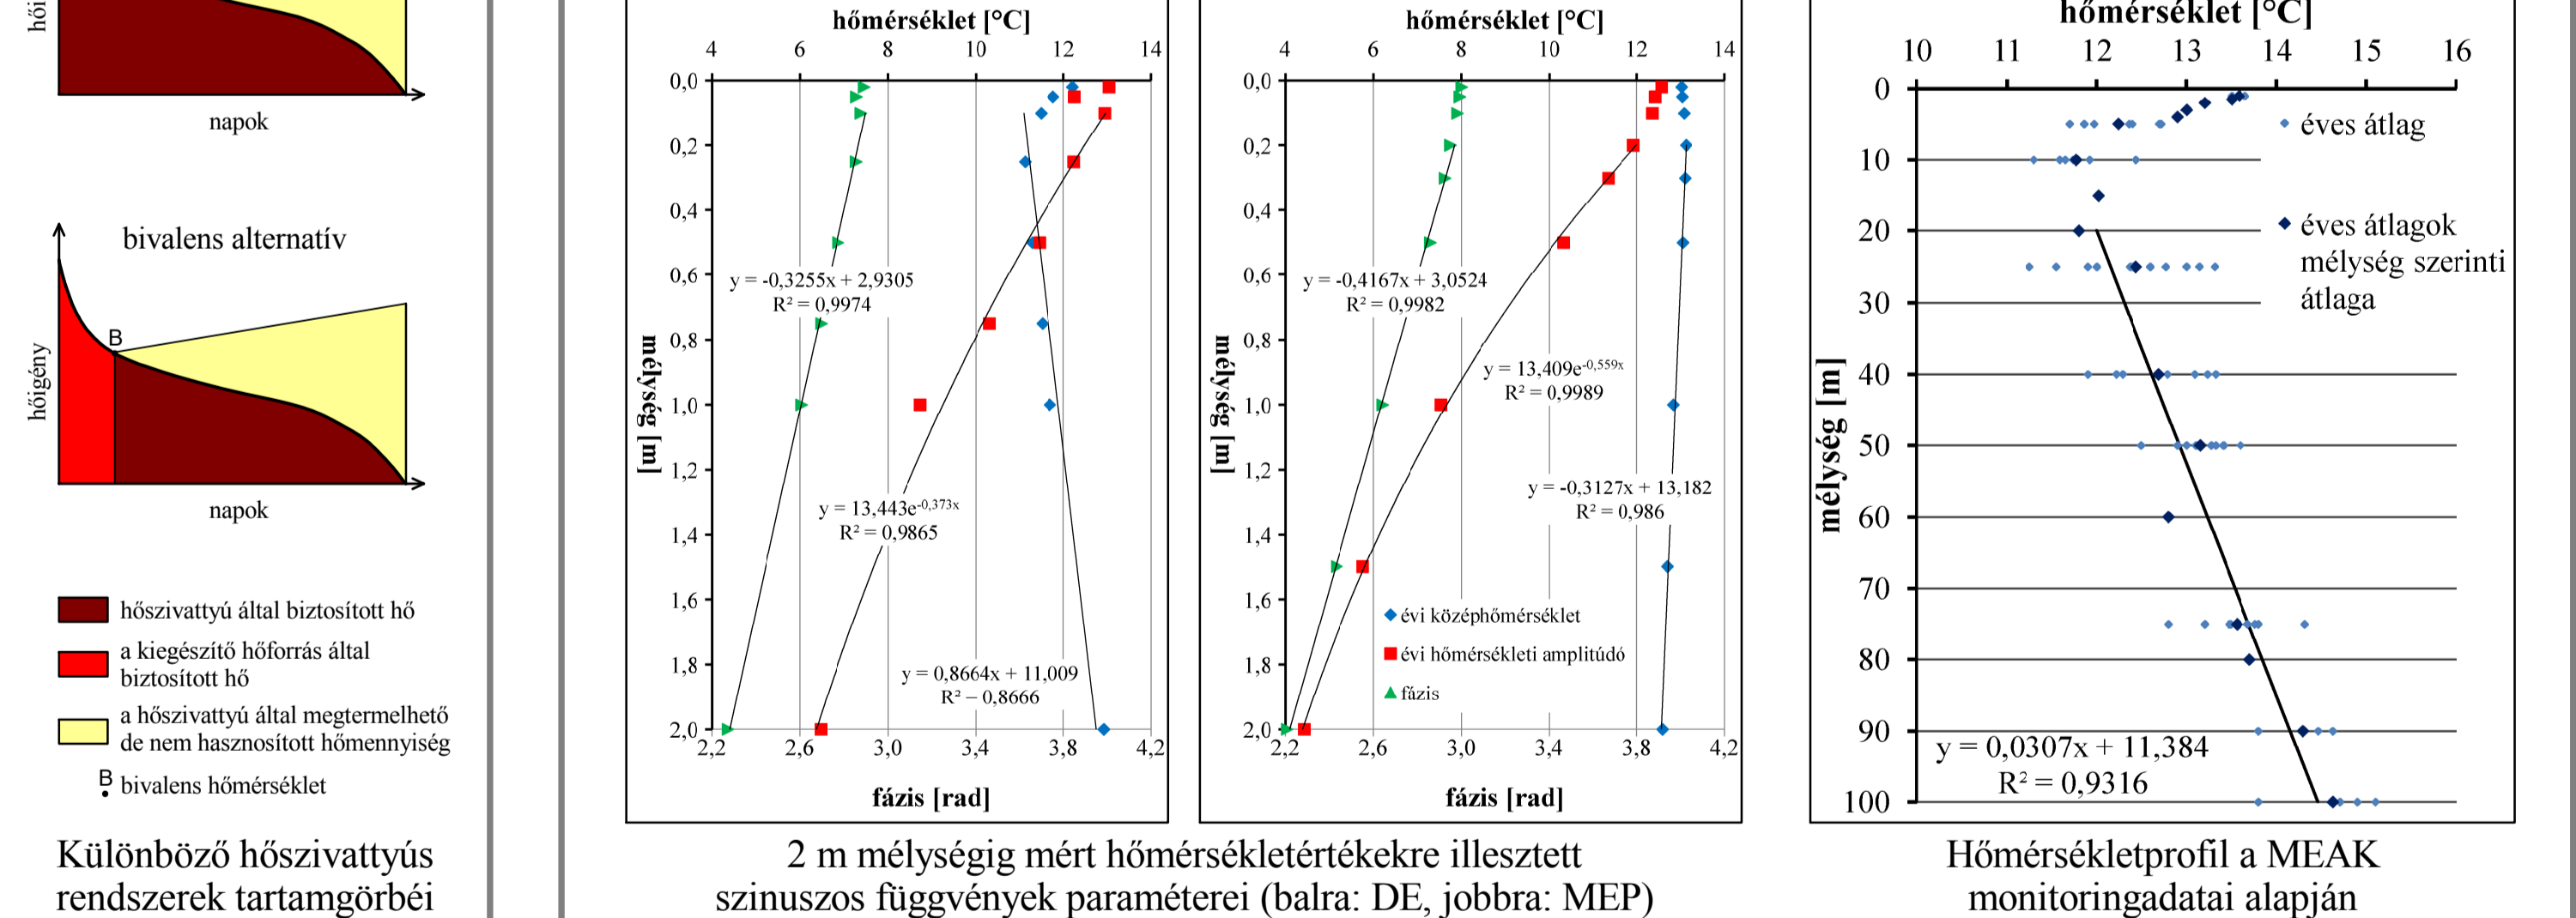 hői
napok
bivalens alternatív
B
hőigény
napok
hőszivattyú által biztosított hő
a kiegészítő hőforrás által
biztosított hő
a hőszivattyú által megtermelhető
de nem hasznosított hőmennyiség
B
bivalens hőmérséklet
Különböző hőszivattyús
rendszerek tartamgörbéi
hőmérséklet [°C]
4 6 8 10 12 14
0,0
0,2
0,4
0,6
0,8
1,0
1,2
1,4
1,6
1,8
2,0
mélység [m]
y = -0,3255x + 2,9305
R² = 0,9974
y = 13,443e-0,373x
R² = 0,9865
y = 0,8664x + 11,009
R² = 0,8666
2,2 2,6 3,0 3,4 3,8 4,2
fázis [rad]
hőmérséklet [°C]
4 6 8 10 12 14
0,0
0,2
0,4
0,6
0,8
1,0
1,2
1,4
1,6
1,8
2,0
mélység [m]
y = -0,4167x + 3,0524
R² = 0,9982
y = 13,409e-0,559x
R² = 0,9989
y = -0,3127x + 13,182
R² = 0,986
évi középhőmérséklet
évi hőmérsékleti amplitúdó
fázis
2,2 2,6 3,0 3,4 3,8 4,2
fázis [rad]
2 m mélységig mért hőmérsékletértékekre illesztett
szinuszos függvények paraméterei (balra: DE, jobbra: MEP)
hőmérséklet [°C]
10 11 12 13 14 15 16
0
10
20
30
40
50
60
70
80
90
100
mélység [m]
éves átlag
éves átlagok
mélység szerinti
átlaga
y = 0,0307x + 11,384
R² = 0,9316
Hőmérsékletprofil a MEAK
monitoringadatai alapján